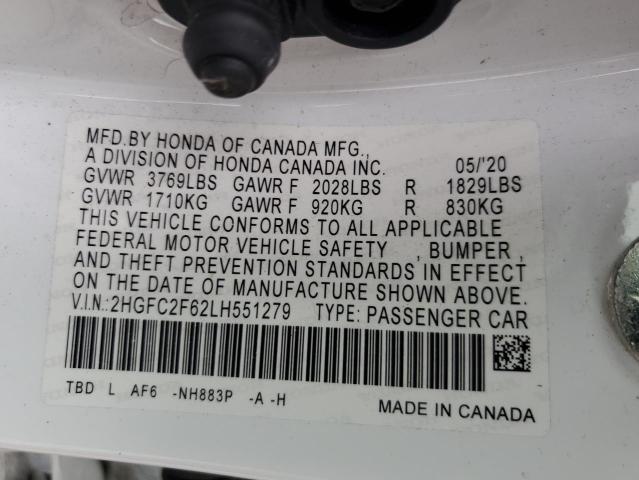 MFD.BY HONDA OF CANADA MFG.,
A DIVISION OF HONDA CANADA INC. 05/'20
GVWR 3769LBS GAWR F 2028LBS R 1829LBS
GVWR 1710KG GAWR F 920KG R 830KG
THIS VEHICLE CONFORMS TO ALL APPLICABLE
FEDERAL MOTOR VEHICLE SAFETY , BUMPER ,
AND THEFT PREVENTION STANDARDS IN EFFECT
ON THE DATE OF MANUFACTURE SHOWN ABOVE.
V.I.N.:2HGFC2F62LH551279 TYPE: PASSENGER CAR
TBD L AF6 -NH883P -A -H
MADE IN CANADA